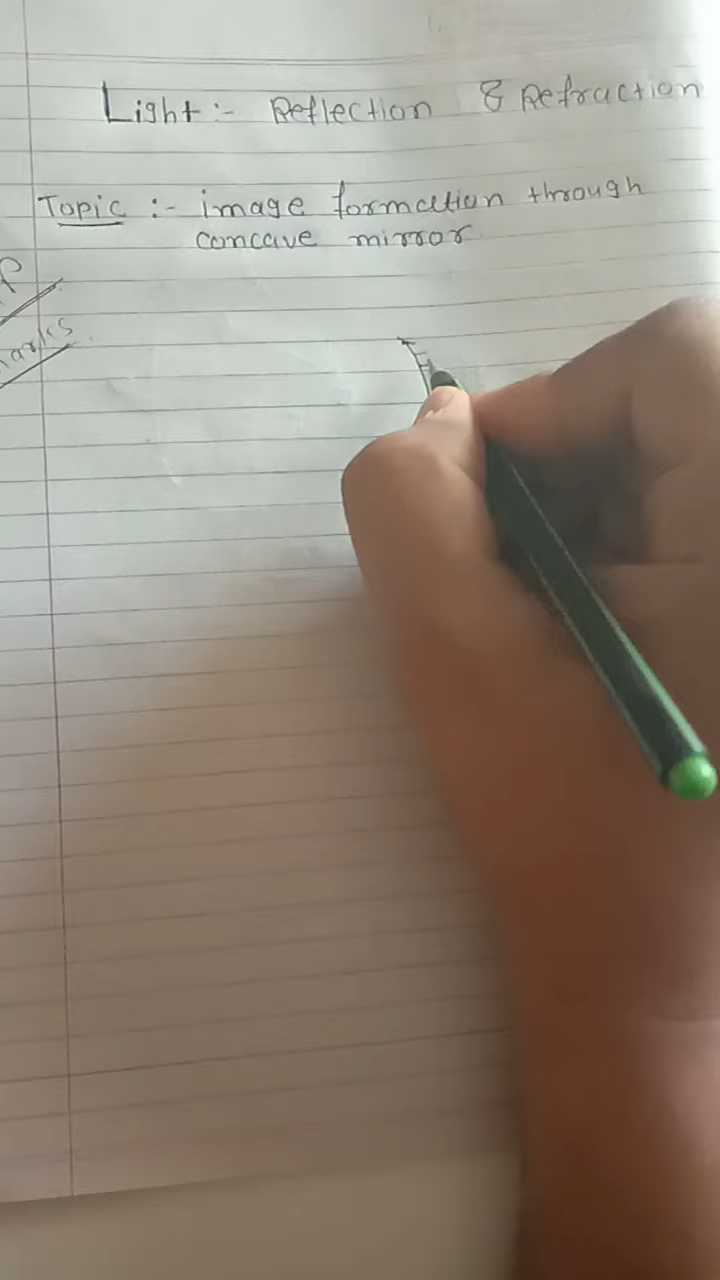 Light :- Reflection & Refraction
Topic :- image formation through
concave mirror